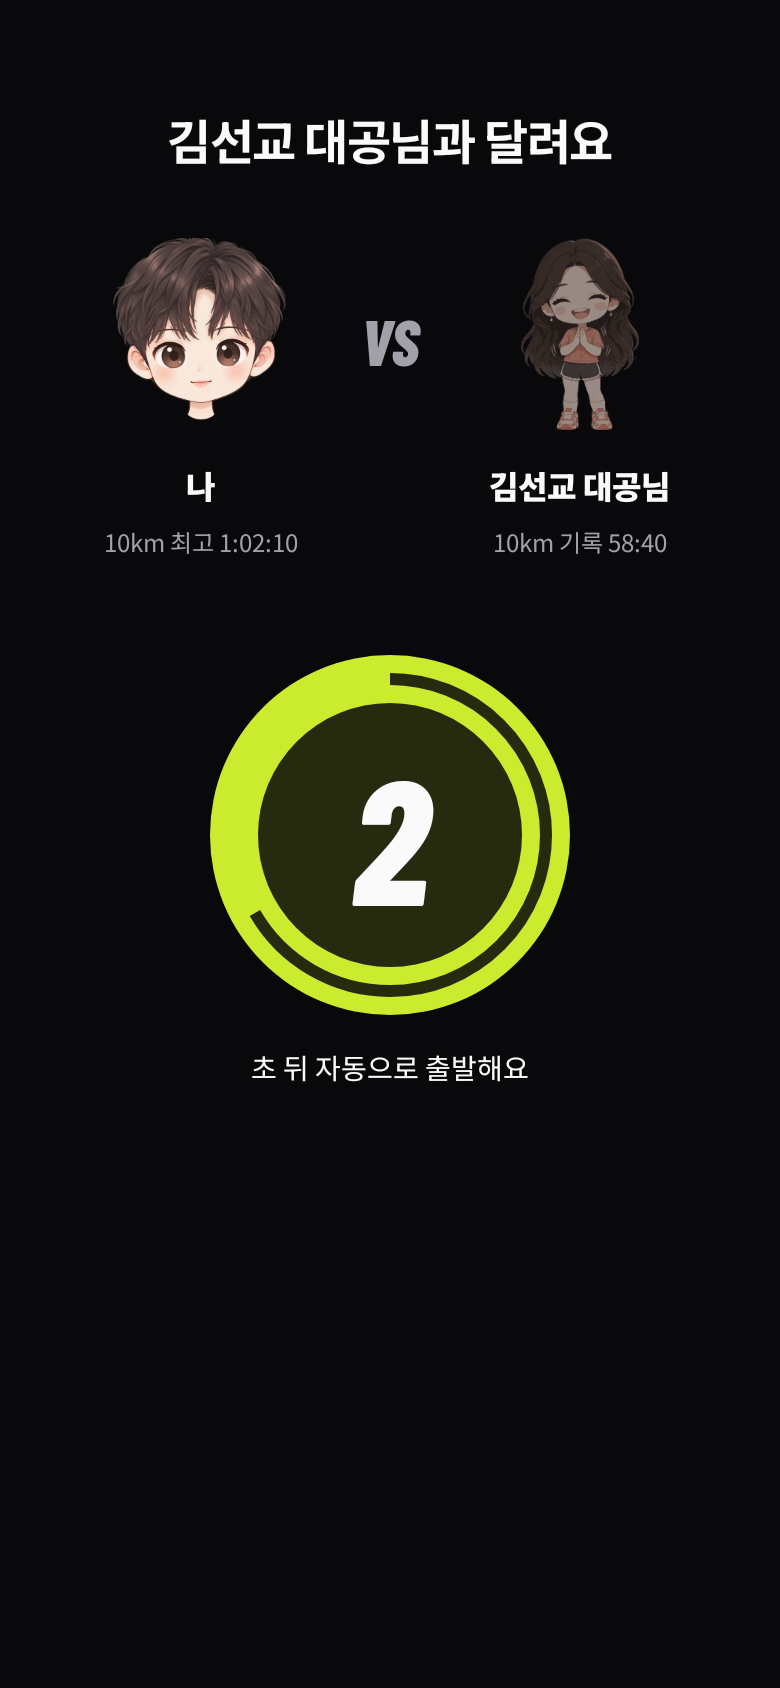 김선교 대공님과 달려요
VS
나
김선교 대공님
10km 최고 1:02:10
10km 기록 58:40
2
초 뒤 자동으로 출발해요